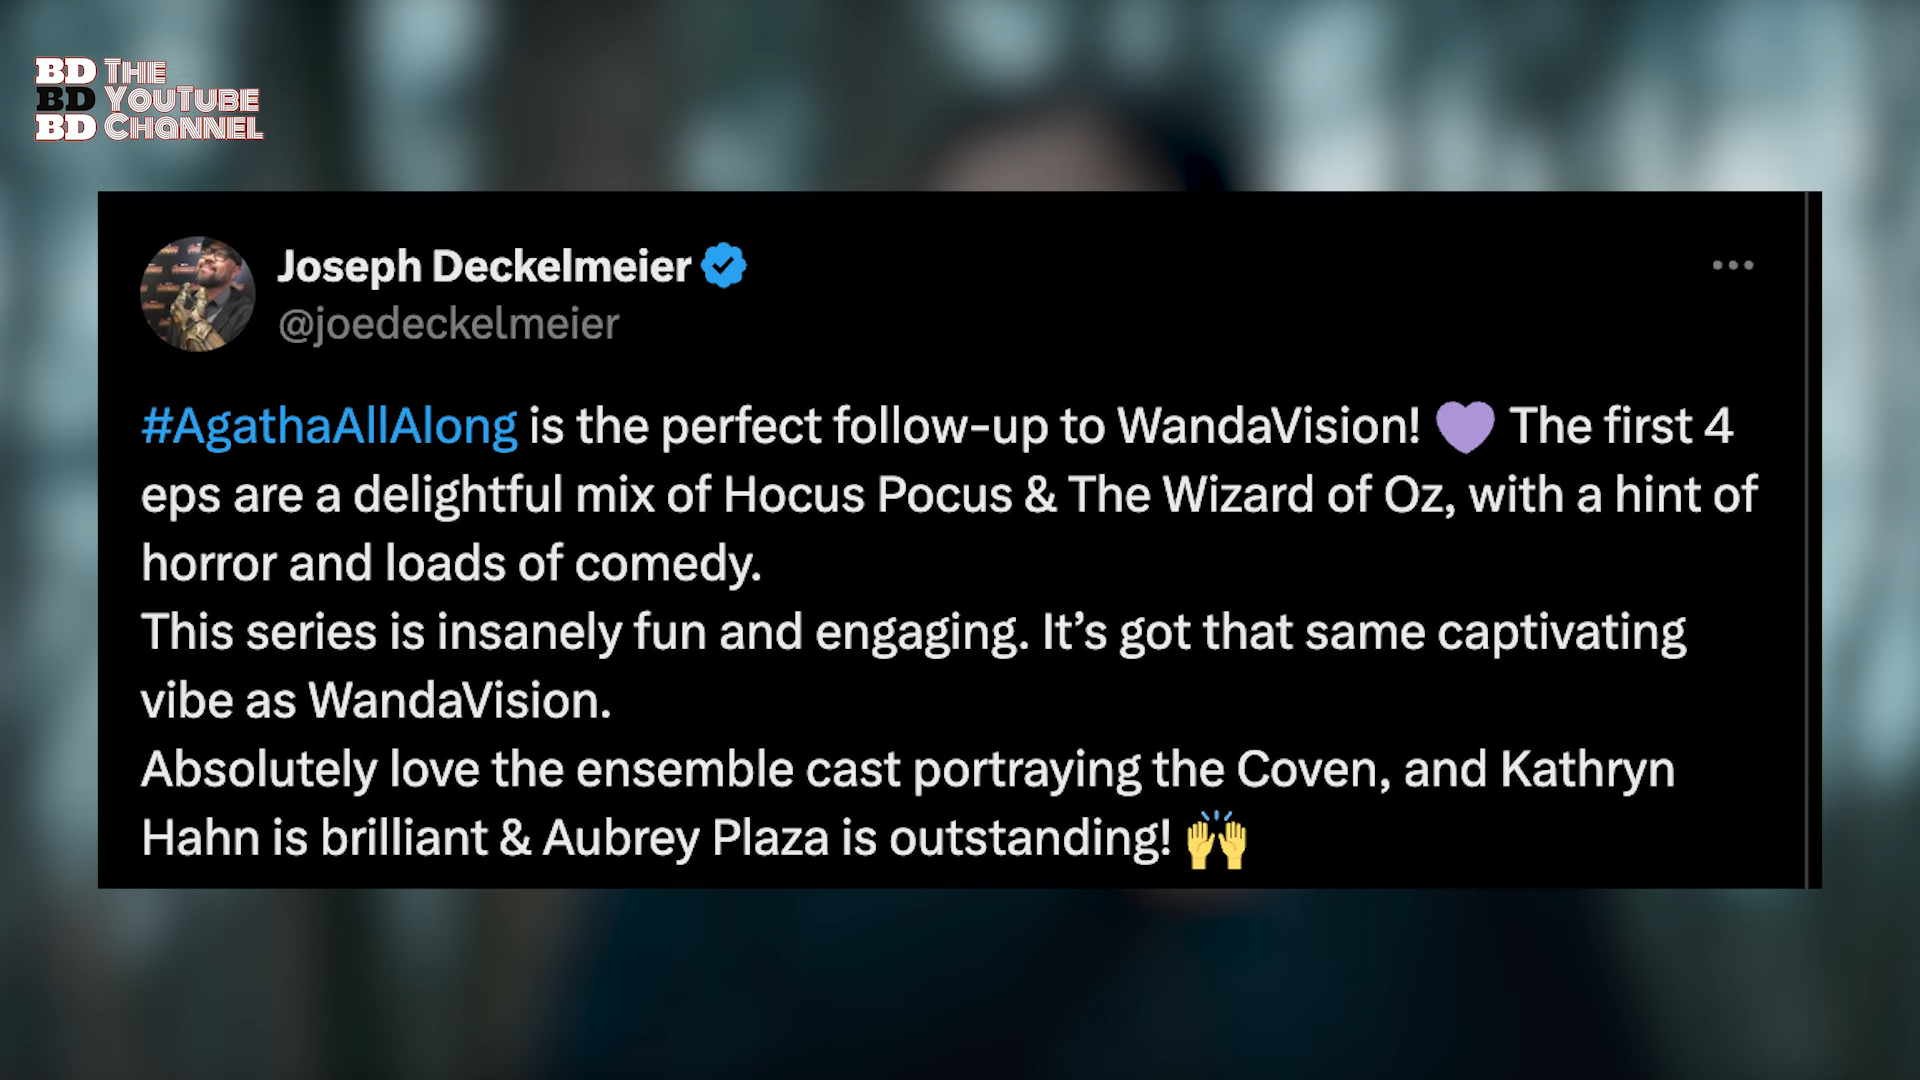 BD THE
BD YOUTUBE
BD CHANNEL
Joseph Deckelmeier
@joedeckelmeier
#AgathaAllAlong is the perfect follow-up to WandaVision! 💜 The first 4
eps are a delightful mix of Hocus Pocus & The Wizard of Oz, with a hint of
horror and loads of comedy.
This series is insanely fun and engaging. It’s got that same captivating
vibe as WandaVision.
Absolutely love the ensemble cast portraying the Coven, and Kathryn
Hahn is brilliant & Aubrey Plaza is outstanding! 🙌